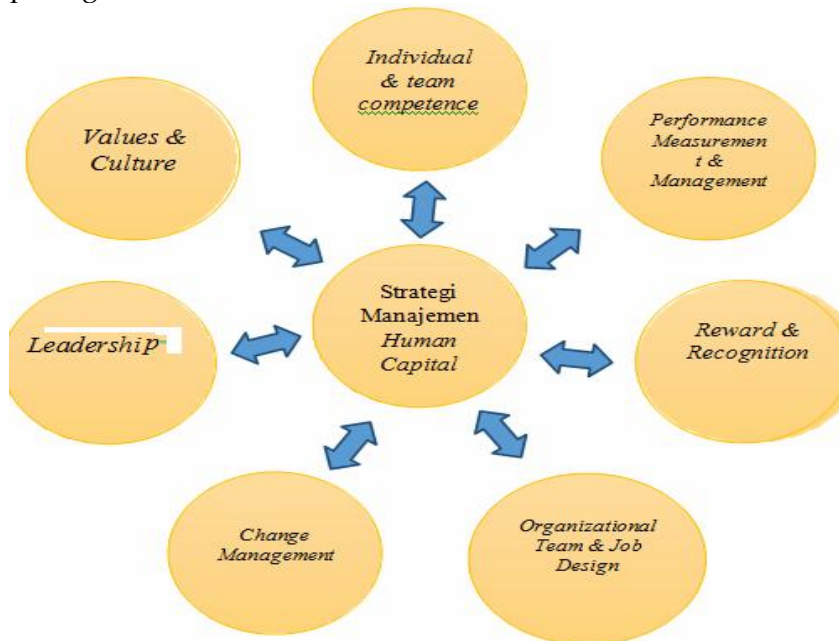 Individual
& team
competence
Values &
Culture
Performance
Measuremen
t &
Management
Strategi
Manajemen
Human
Capital
Leadership
Reward &
Recognition
Change
Management
Organizational
Team & Job
Design